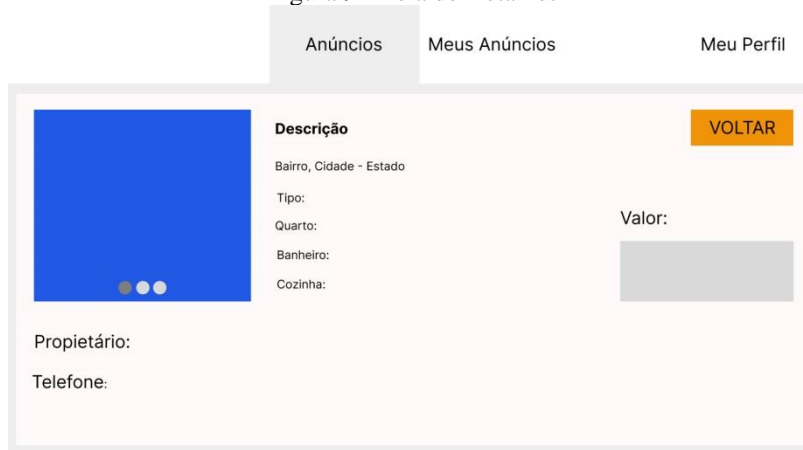 Anúncios Meus Anúncios Meu Perfil
Descrição
VOLTAR
Bairro, Cidade - Estado
Tipo:
Quarto:
Valor:
Banheiro:
Cozinha:
Propietário:
Telefone: